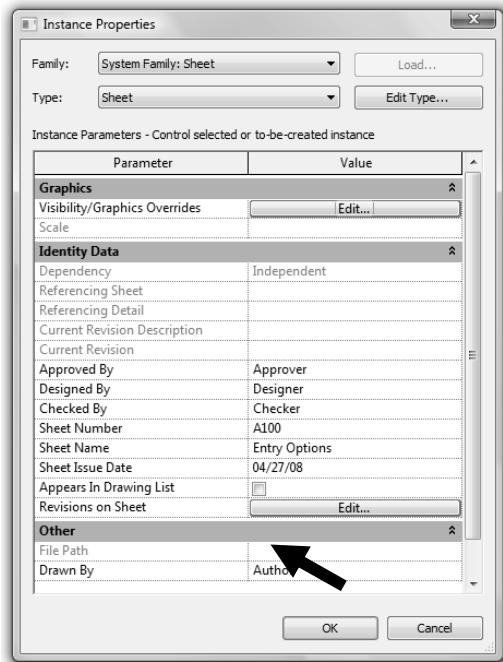 Instance Properties
Family: System Family: Sheet Load...
Type: Sheet Edit Type...
Instance Parameters - Control selected or to-be-created instance
Parameter Value
Graphics
Visibility/Graphics Overrides Edit...
Scale
Identity Data
Dependency Independent
Referencing Sheet
Referencing Detail
Current Revision Description
Current Revision
Approved By Approver
Designed By Designer
Checked By Checker
Sheet Number A100
Sheet Name Entry Options
Sheet Issue Date 04/27/08
Appears In Drawing List
Revisions on Sheet Edit...
Other
File Path
Drawn By
OK Cancel